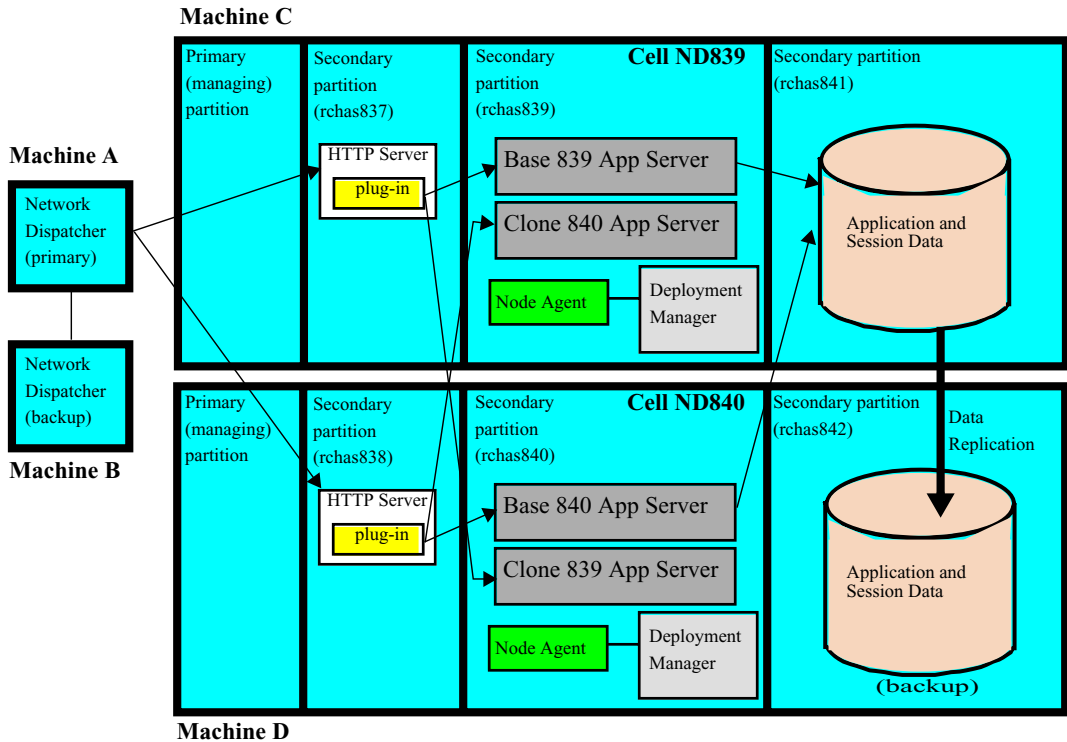 Machine C
Primary
(managing)
partition
Secondary
partition
(rchas837)
HTTP Server
plug-in
Secondary
partition
(rchas839)
Cell ND839
Base 839 App Server
Clone 840 App Server
Node Agent
Deployment
Manager
Secondary partition
(rchas841)
Application and
Session Data
Machine A
Network
Dispatcher
(primary)
Network
Dispatcher
(backup)
Machine B
Primary
(managing)
partition
Secondary
partition
(rchas838)
HTTP Server
plug-in
Secondary
partition
(rchas840)
Cell ND840
Base 840 App Server
Clone 839 App Server
Node Agent
Deployment
Manager
Secondary partition
(rchas842)
Data
Replication
Application and
Session Data
(backup)
Machine D